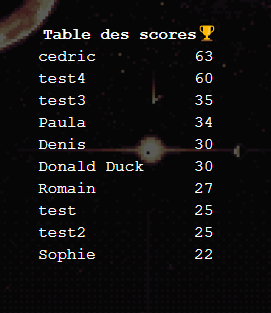 Table des scores🏆
cedric 63
test4 60
test3 35
Paula 34
Denis 30
Donald Duck 30
Romain 27
test 25
test2 25
Sophie 22